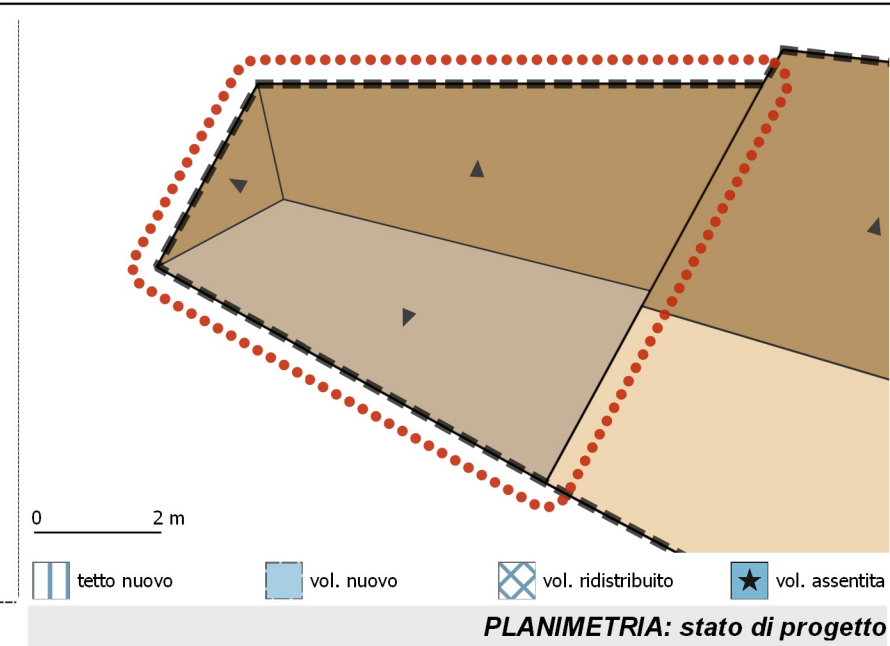 0 2 m
tetto nuovo vol. nuovo vol. ridistribuito vol. assentita
PLANIMETRIA: stato di progetto